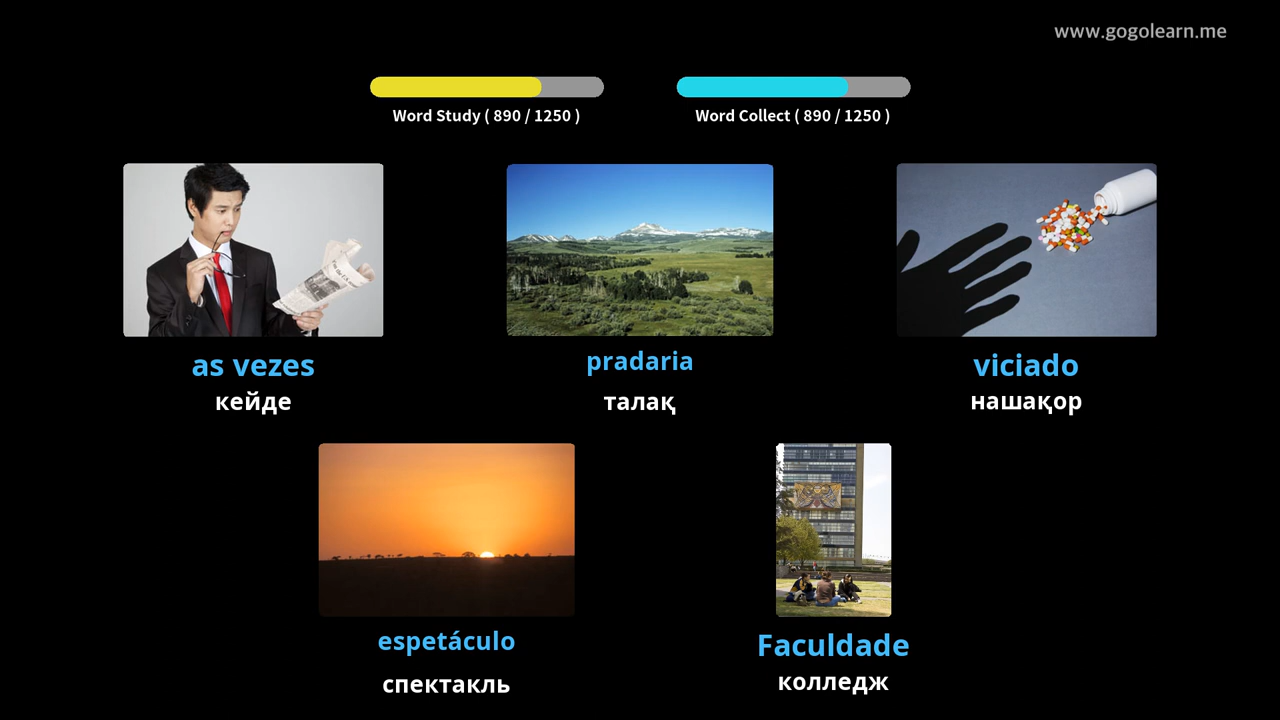 www.gogolearn.me
Word Study ( 890 / 1250 )
Word Collect ( 890 / 1250 )
as vezes
кейде
pradaria
талақ
viciado
нашақор
espetáculo
спектакль
Faculdade
колледж